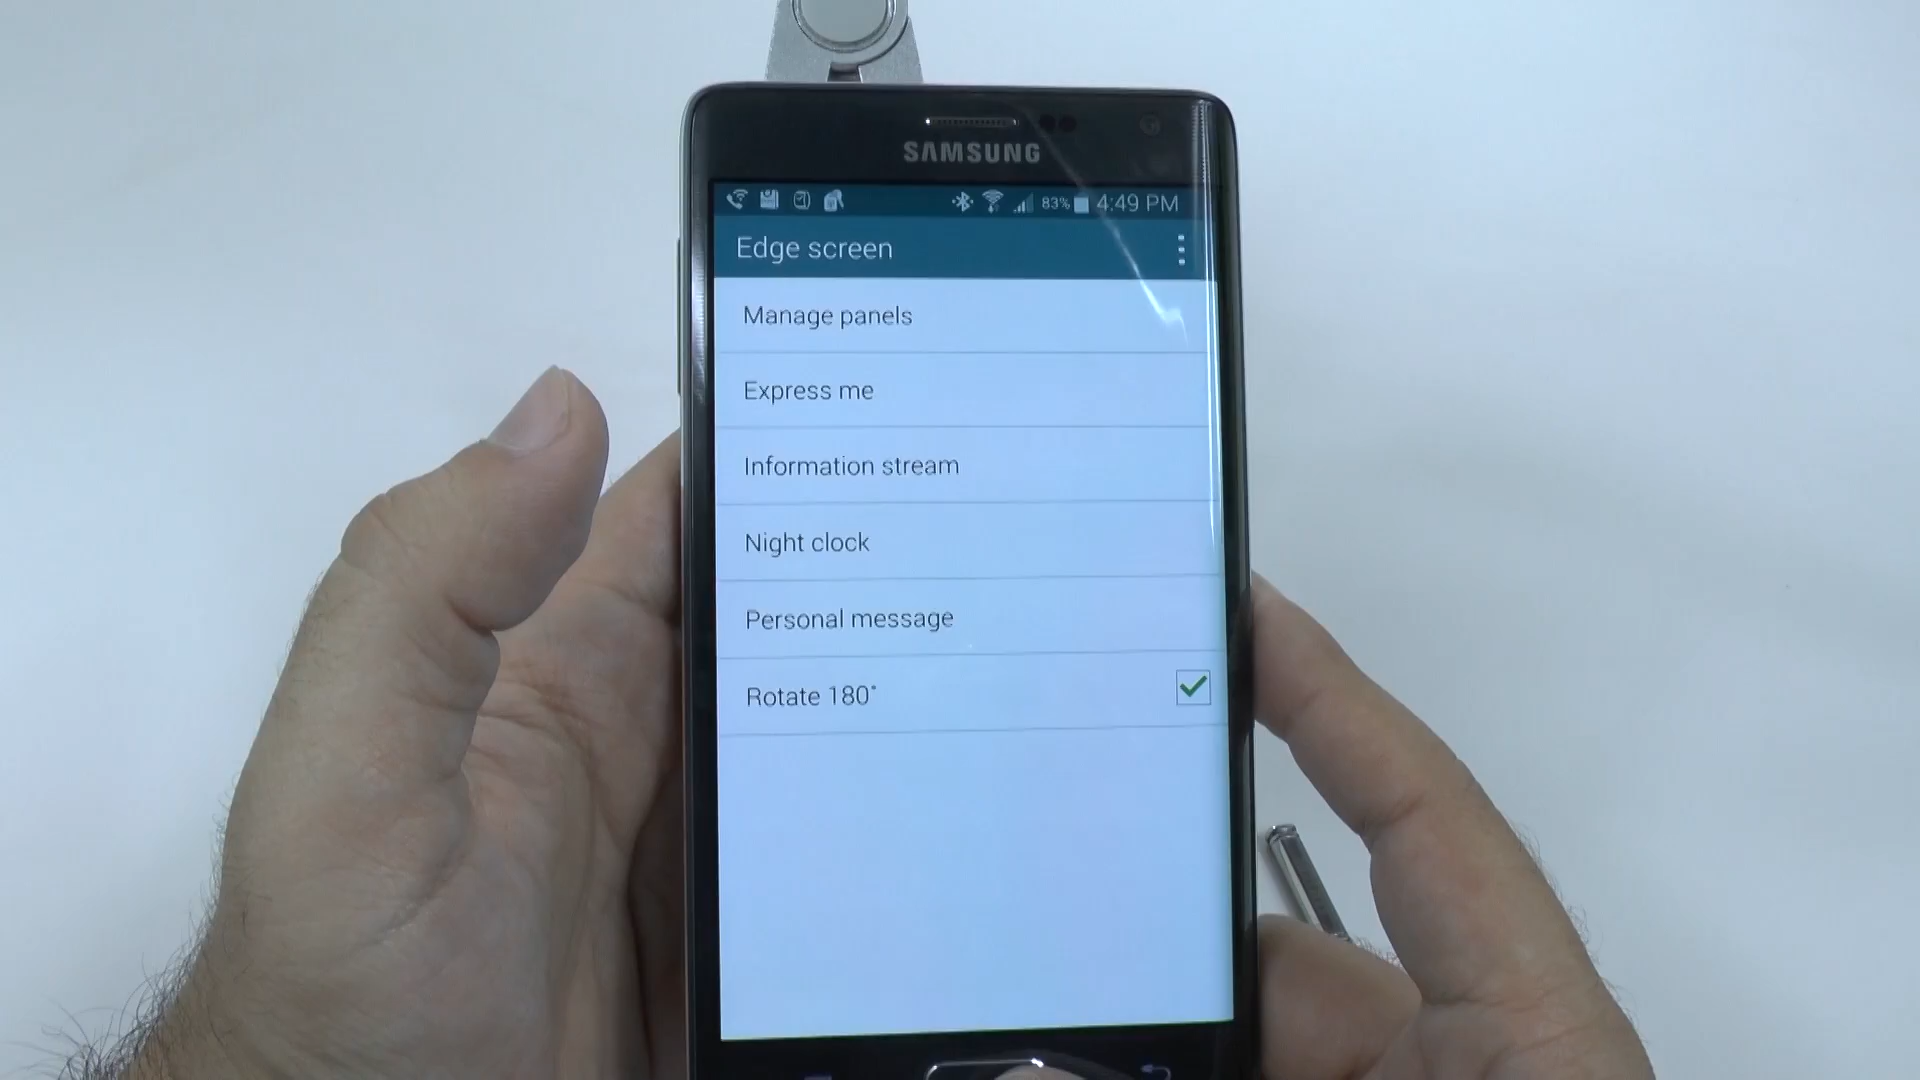 SAMSUNG
83% 4:49 PM
Edge screen
Manage panels
Express me
Information stream
Night clock
Personal message
Rotate 180°